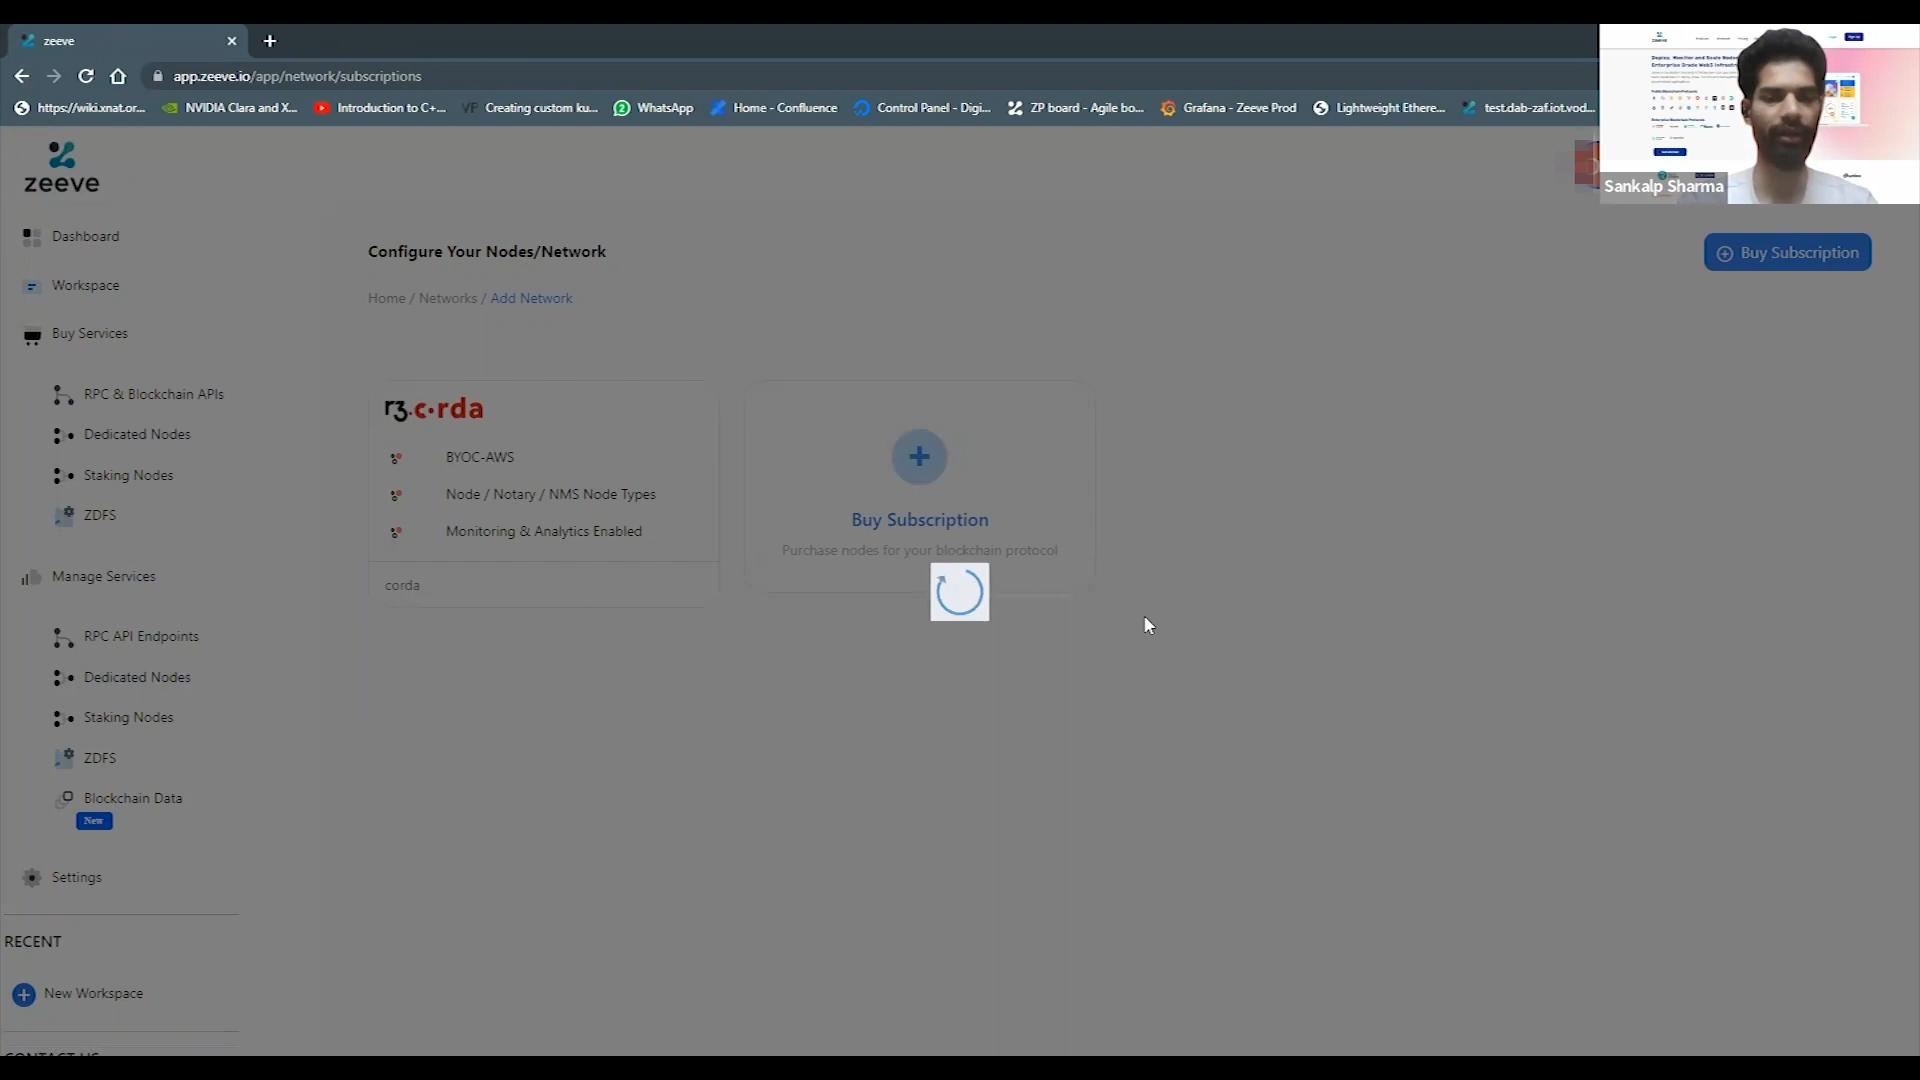 zeeve
app.zeeve.io/app/network/subscriptions
https://wiki.xnat.or...
NVIDIA Clara and X...
Introduction to C+...
VF Creating custom ku...
WhatsApp
Home - Confluence
Control Panel - Digi...
ZP board - Agile bo...
Grafana - Zeeve Prod
Lightweight Ethere...
test.dab-zaf.iot.vod...
Sankalp Sharma
zeeve
Dashboard
Workspace
Buy Services
RPC & Blockchain APIs
Dedicated Nodes
Staking Nodes
ZDFS
Manage Services
RPC API Endpoints
Dedicated Nodes
Staking Nodes
ZDFS
Blockchain Data
New
Settings
RECENT
New Workspace
CONTACT US
Configure Your Nodes/Network
Buy Subscription
Home / Networks / Add Network
r3.c•rda
BYOC-AWS
Node / Notary / NMS Node Types
Monitoring & Analytics Enabled
corda
Buy Subscription
Purchase nodes for your blockchain protocol